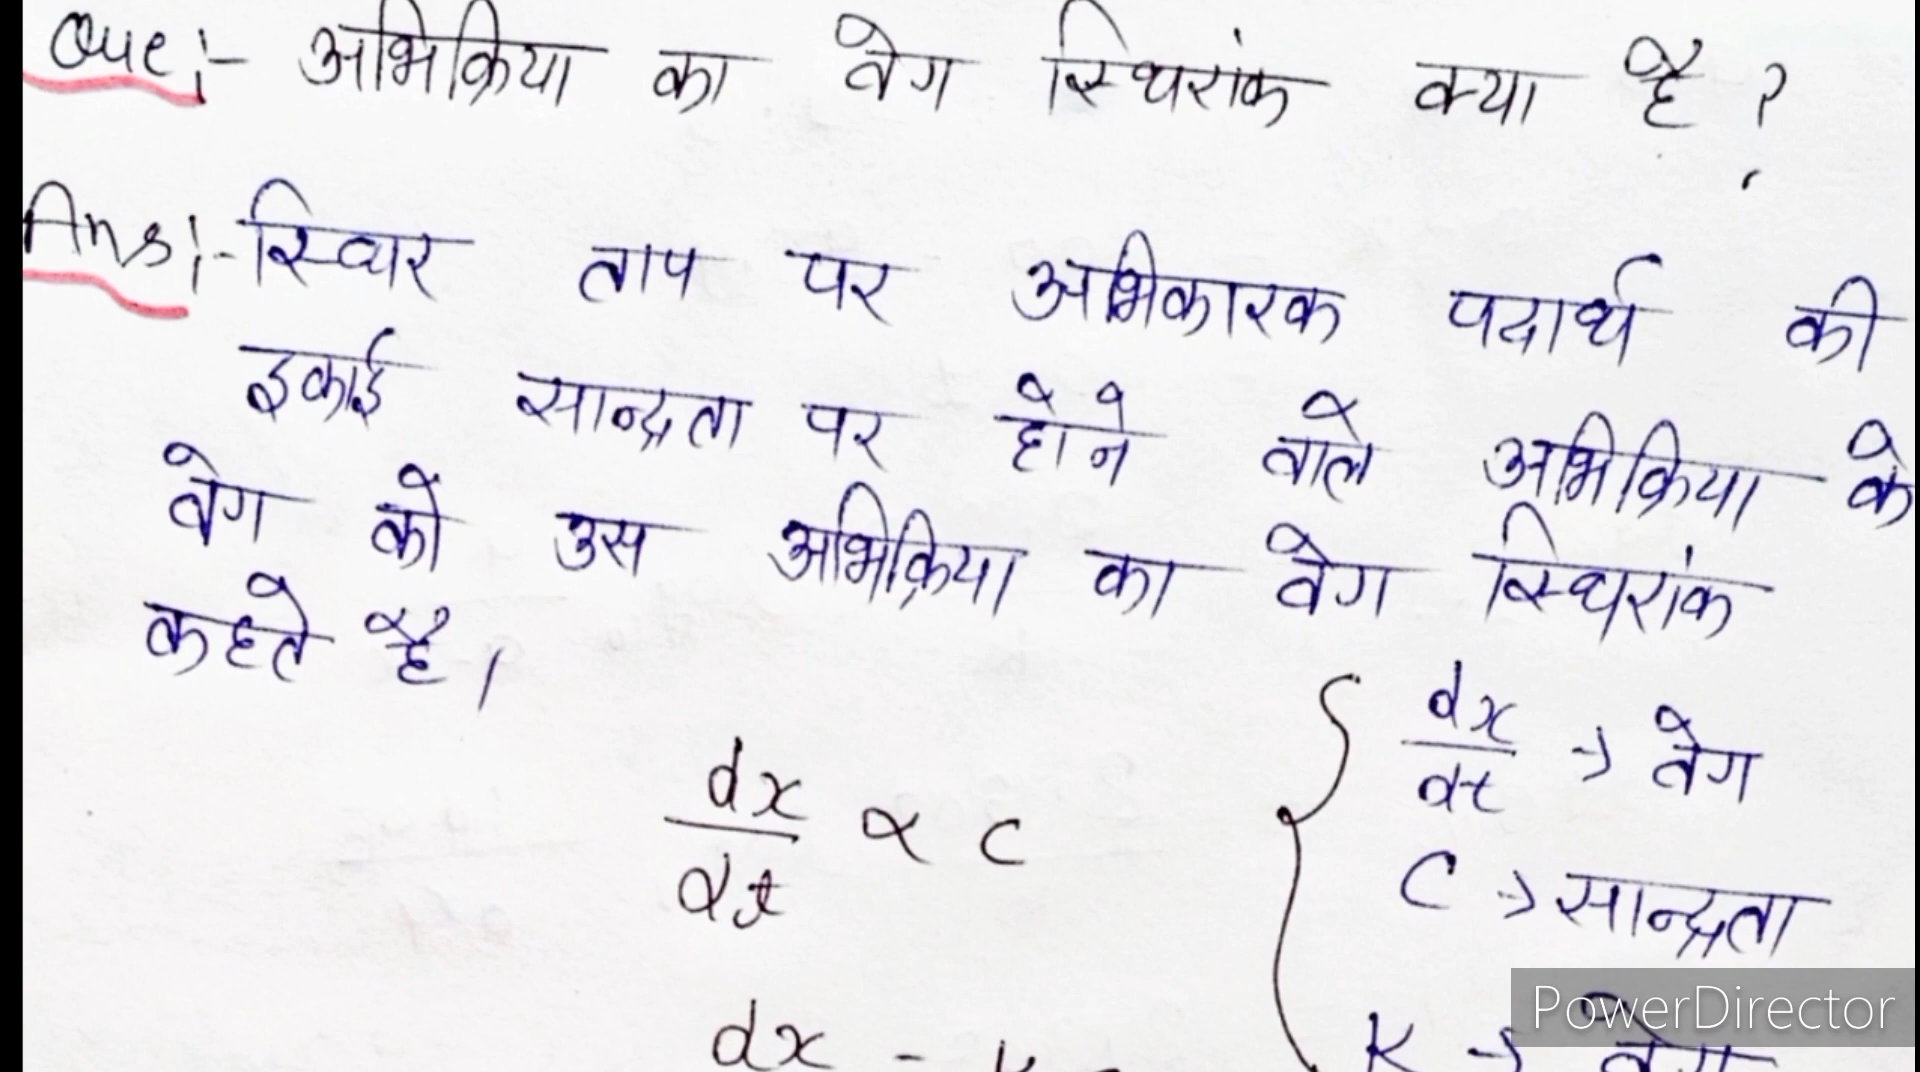 Que:- अभिक्रिया का वेग स्थिरांक क्या है ?
Ans:- स्थिर ताप पर अभिकारक पदार्थ की
इकाई सान्द्रता पर होने वाले अभिक्रिया के
वेग को उस अभिक्रिया का वेग स्थिरांक
कहते है।
dx/dt ∝ C
{ dx/dt → वेग
C → सान्द्रता
K → वेग
dx - K
PowerDirector